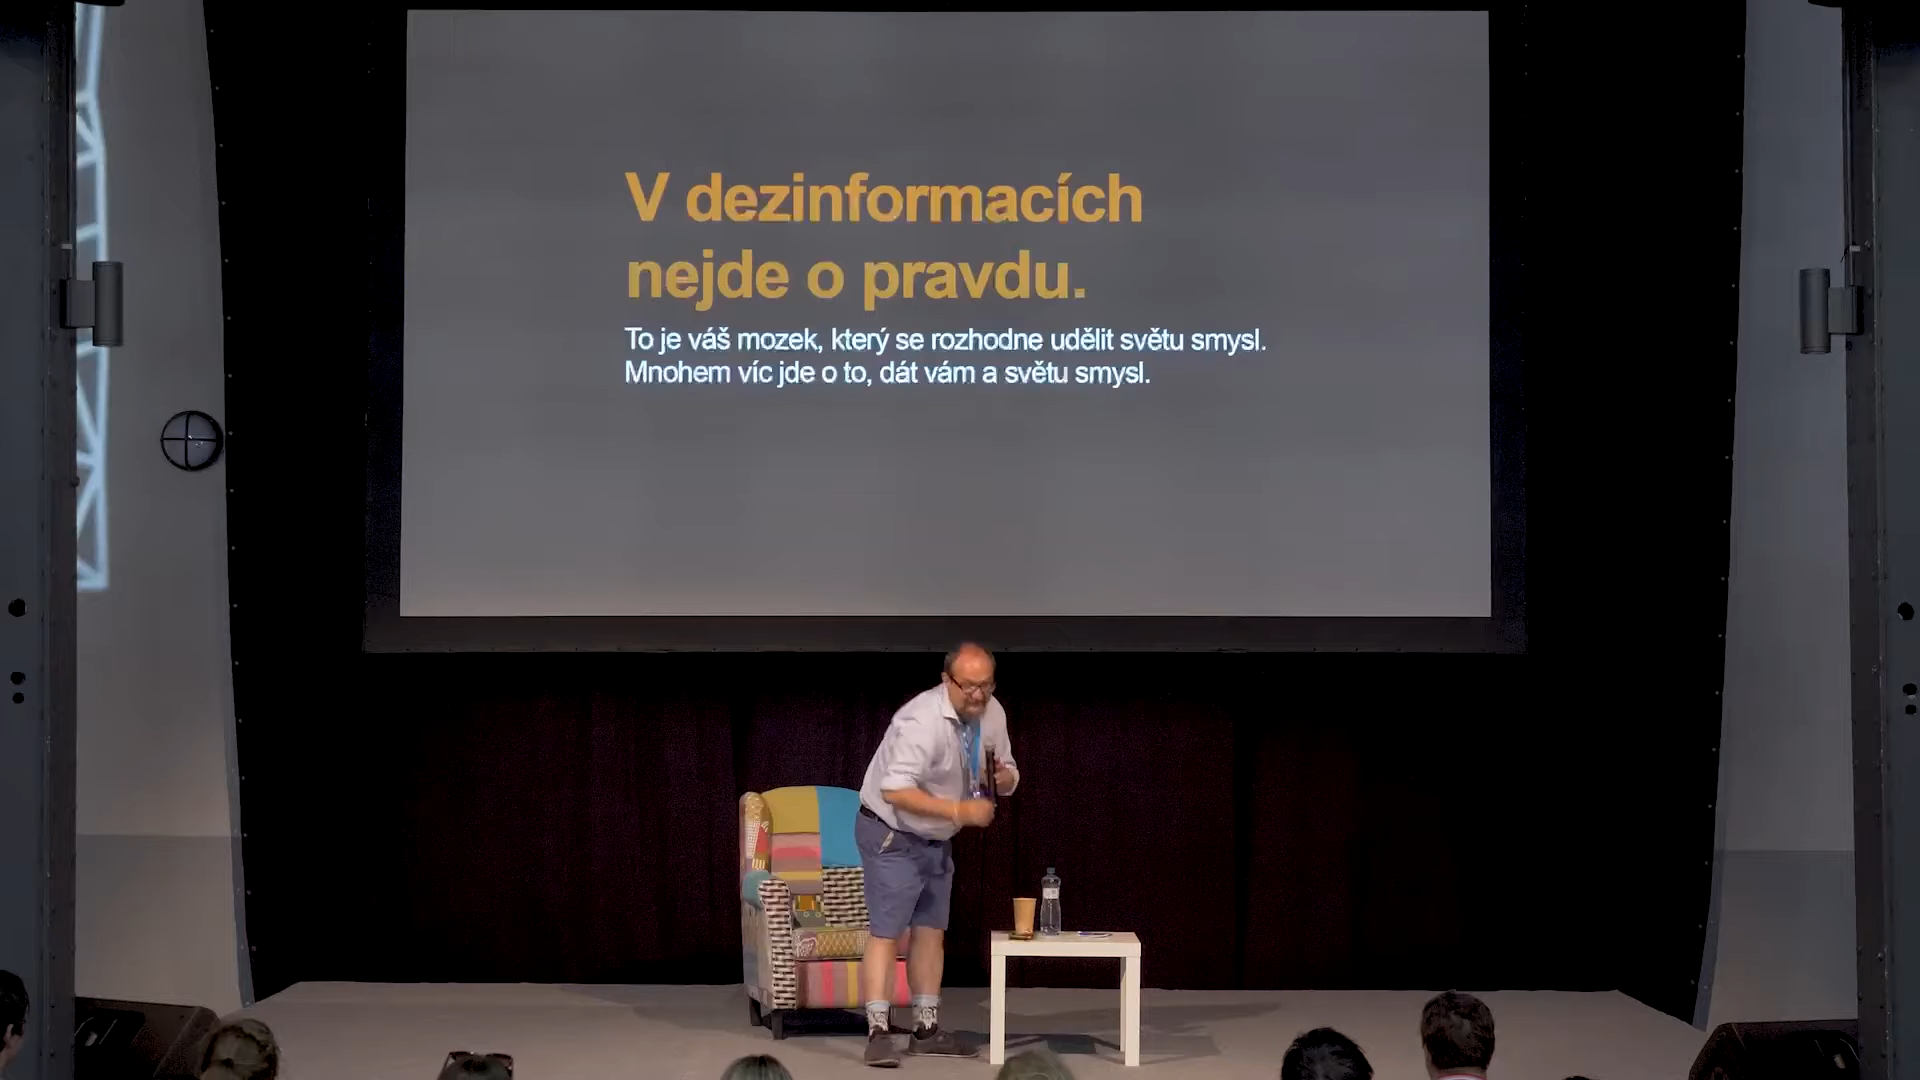 V dezinformacích
nejde o pravdu.
To je váš mozek, který se rozhodne udělit světu smysl.
Mnohem víc jde o to, dát vám a světu smysl.